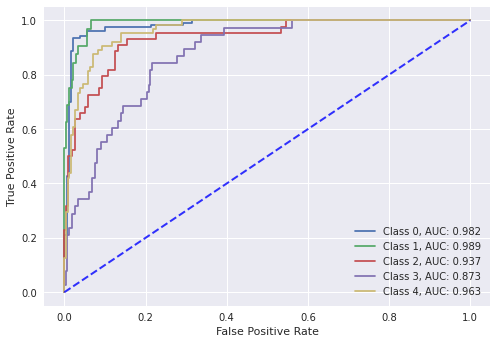 1.0
0.8
0.6
0.4
0.2
0.0
True Positive Rate
Class 0, AUC: 0.982
Class 1, AUC: 0.989
Class 2, AUC: 0.937
Class 3, AUC: 0.873
Class 4, AUC: 0.963
0.0 0.2 0.4 0.6 0.8 1.0
False Positive Rate